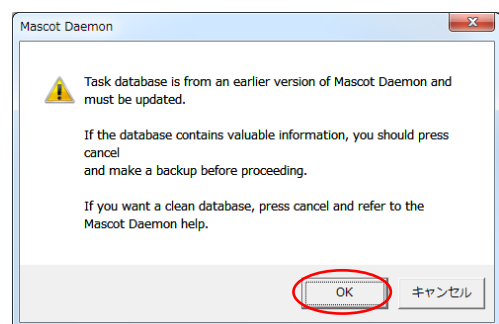 Mascot Daemon
Task database is from an earlier version of Mascot Daemon and
must be updated.
If the database contains valuable information, you should press
cancel
and make a backup before proceeding.
If you want a clean database, press cancel and refer to the
Mascot Daemon help.
OK
キャンセル